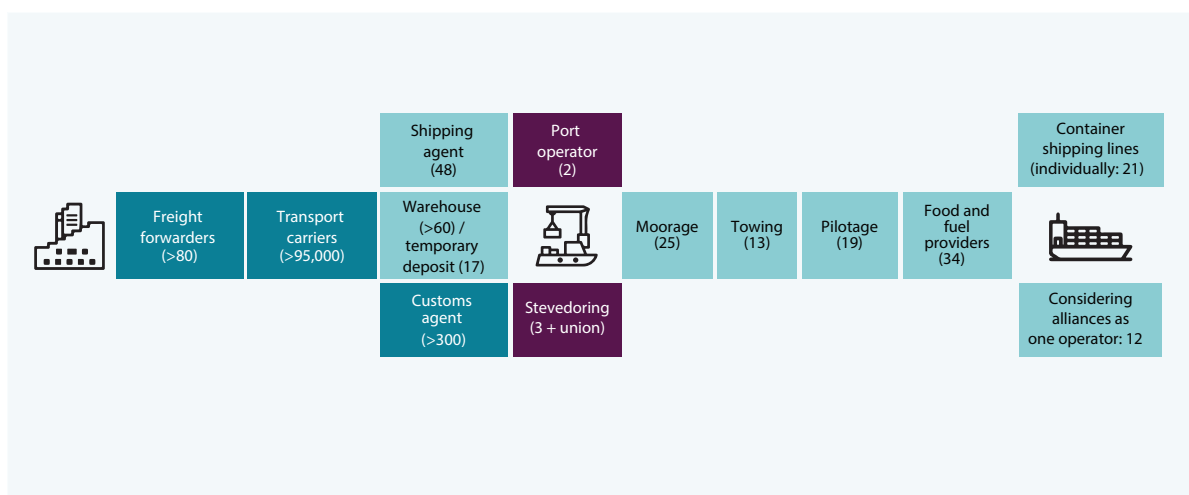 Shipping
agent
(48)
Port
operator
(2)
Container
shipping lines
(individually: 21)
Freight
forwarders
(>80)
Transport
carriers
(>95,000)
Warehouse
(>60) /
temporary
deposit (17)
Moorage
(25)
Towing
(13)
Pilotage
(19)
Food and
fuel
providers
(34)
Customs
agent
(>300)
Stevedoring
(3 + union)
Considering
alliances as
one operator: 12